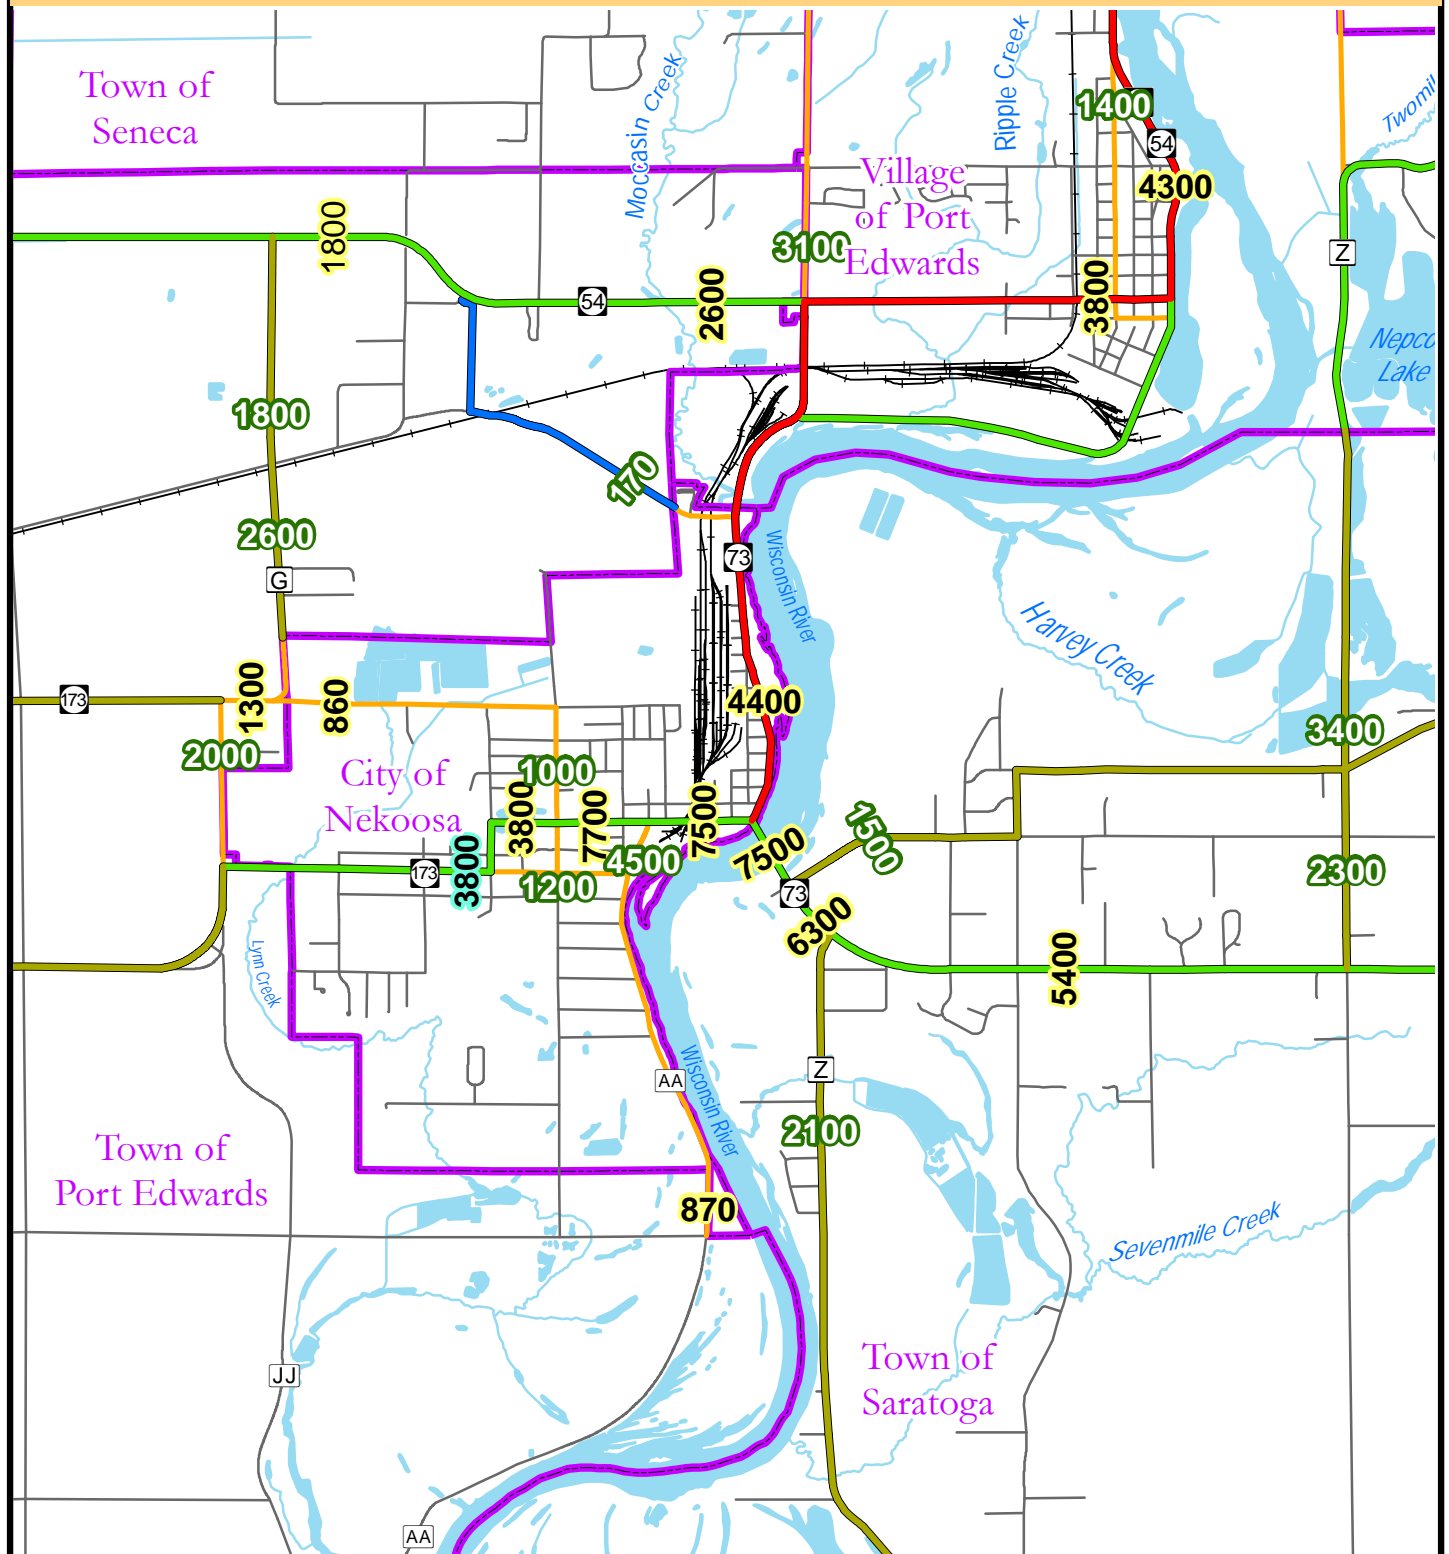 Town of
Seneca
Moccasin Creek
Ripple Creek
1400
54
4300
Twomil
Village
of Port
Edwards
1800
3100
Z
54
2600
3800
Nepco
Lake
1800
170
2600
G
73
Wisconsin River
Harvey Creek
173
1300
860
2000
4400
3400
City of
Nekoosa
1000
3800
7700
7500
7500
1500
173
3800
1200
4500
73
2300
6300
5400
Lynn Creek
AA
Wisconsin River
Z
2100
Town of
Port Edwards
870
Sevenmile Creek
JJ
Town of
Saratoga
AA